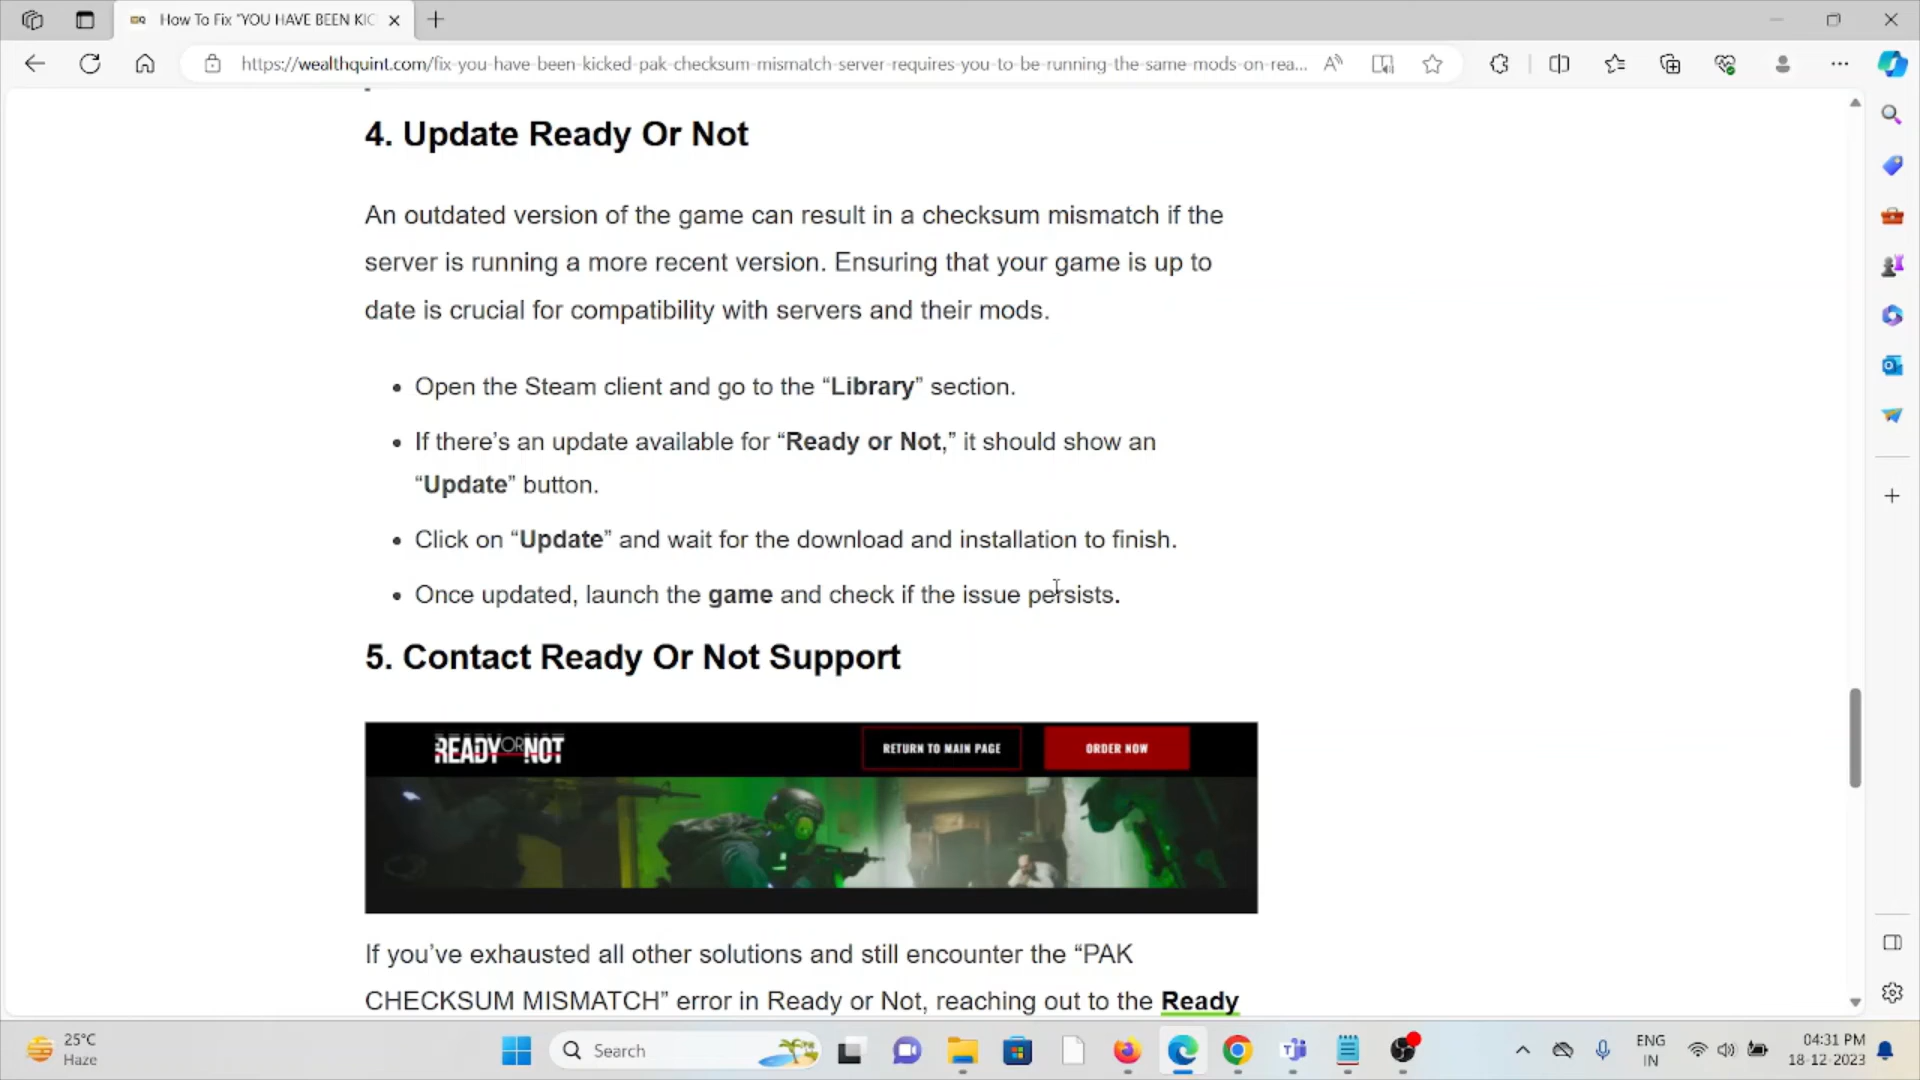 How To Fix "YOU HAVE BEEN KIC
https://wealthquint.com/fix-you-have-been-kicked-pak-checksum-mismatch-server-requires-you-to-be-running-the-same-mods-on-rea...
4. Update Ready Or Not
An outdated version of the game can result in a checksum mismatch if the
server is running a more recent version. Ensuring that your game is up to
date is crucial for compatibility with servers and their mods.
• Open the Steam client and go to the “Library” section.
• If there’s an update available for “Ready or Not,” it should show an
“Update” button.
• Click on “Update” and wait for the download and installation to finish.
• Once updated, launch the game and check if the issue persists.
5. Contact Ready Or Not Support
READY OR NOT
RETURN TO MAIN PAGE
ORDER NOW
If you’ve exhausted all other solutions and still encounter the “PAK
CHECKSUM MISMATCH” error in Ready or Not, reaching out to the Ready
25°C
Haze
Search
ENG
IN
04:31 PM
18-12-2023